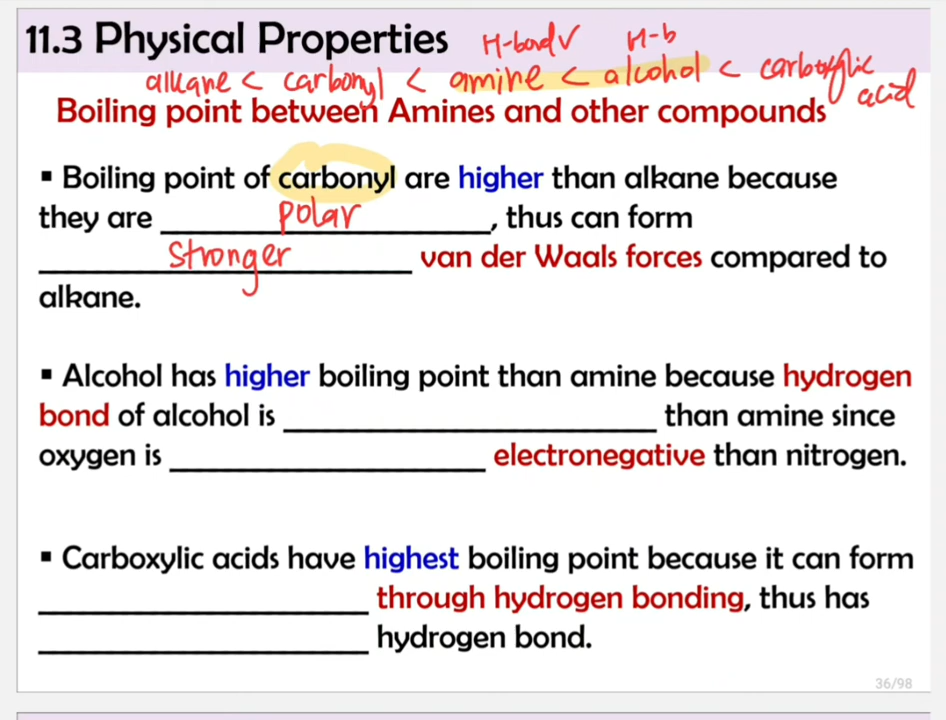 11.3 Physical Properties H-bond√ H-b
alkane < carbonyl < amine < alcohol < carboxylic acid
Boiling point between Amines and other compounds
▪ Boiling point of carbonyl are higher than alkane because
they are polar, thus can form
stronger van der Waals forces compared to
alkane.
▪ Alcohol has higher boiling point than amine because hydrogen
bond of alcohol is ____________________ than amine since
oxygen is ____________________ electronegative than nitrogen.
▪ Carboxylic acids have highest boiling point because it can form
____________________ through hydrogen bonding, thus has
____________________ hydrogen bond.
36/98